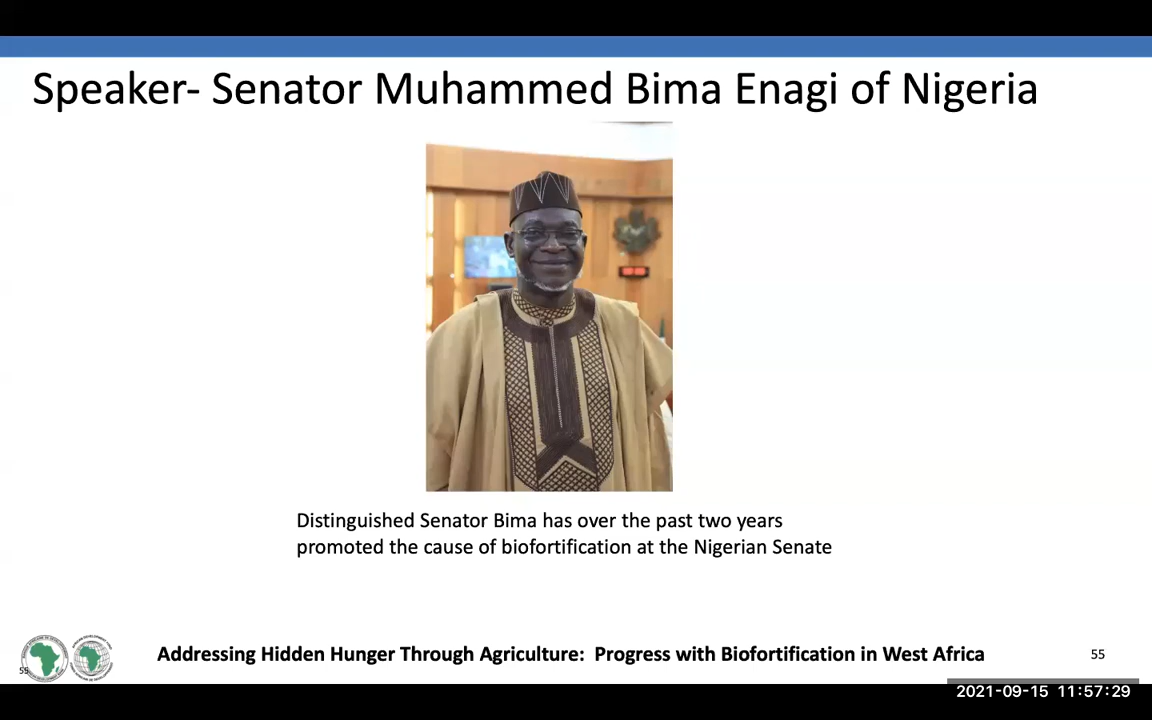 Speaker- Senator Muhammed Bima Enagi of Nigeria
Distinguished Senator Bima has over the past two years
promoted the cause of biofortification at the Nigerian Senate
Addressing Hidden Hunger Through Agriculture:  Progress with Biofortification in West Africa
55
55
2021-09-15 11:57:29